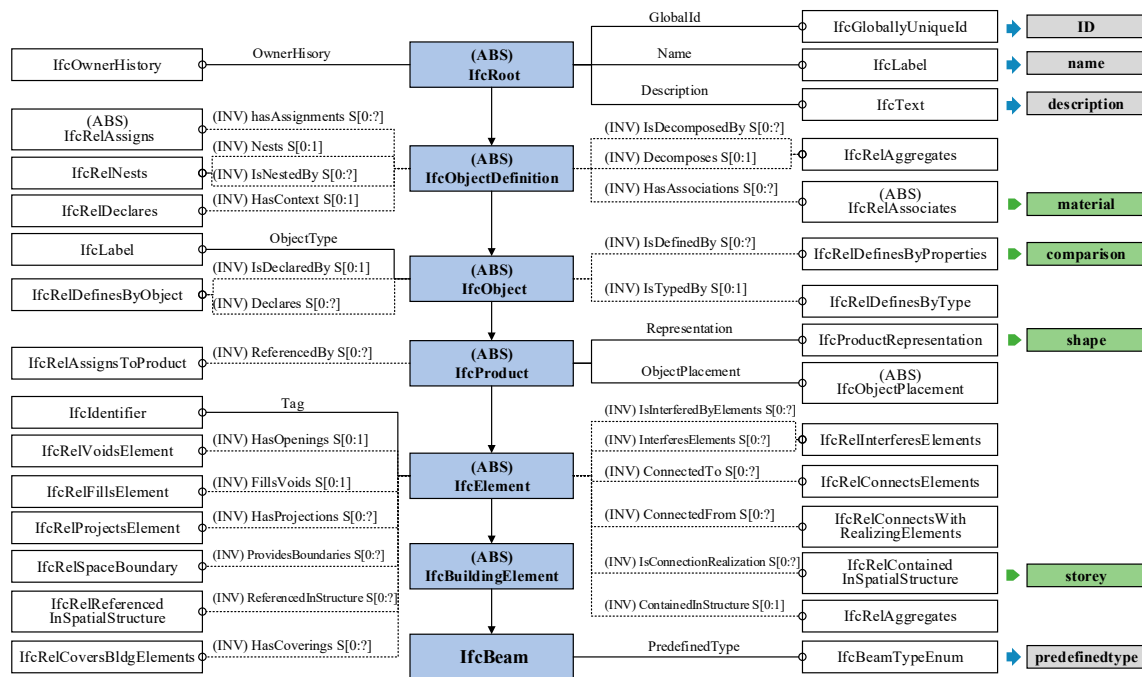 GlobalId
IfcGloballyUniqueId
ID
OwnerHisory
(ABS)
IfcRoot
Name
IfcOwnerHistory
IfcLabel
name
Description
IfcText
description
(ABS)
IfcRelAssigns
(INV) hasAssignments S[0:?]
(INV) Nests S[0:1]
IfcRelNests
(INV) IsNestedBy S[0:?]
(INV) HasContext S[0:1]
IfcRelDeclares
(ABS)
IfcObjectDefinition
(INV) IsDecomposedBy S[0:?]
(INV) Decomposes S[0:1]
IfcRelAggregates
(INV) HasAssociations S[0:?]
(ABS)
IfcRelAssociates
material
IfcLabel
ObjectType
(INV) IsDeclaredBy S[0:1]
IfcRelDefinesByObject
(INV) Declares S[0:?]
(ABS)
IfcObject
(INV) IsDefinedBy S[0:?]
IfcRelDefinesByProperties
comparison
(INV) IsTypedBy S[0:1]
IfcRelDefinesByType
IfcRelAssignsToProduct
(INV) ReferencedBy S[0:?]
(ABS)
IfcProduct
Representation
IfcProductRepresentation
shape
ObjectPlacement
(ABS)
IfcObjectPlacement
IfcIdentifier
Tag
IfcRelVoidsElement
(INV) HasOpenings S[0:1]
IfcRelFillsElement
(INV) FillsVoids S[0:1]
IfcRelProjectsElement
(INV) HasProjections S[0:?]
IfcRelSpaceBoundary
(INV) ProvidesBoundaries S[0:?]
IfcRelReferenced
InSpatialStructure
(INV) ReferencedInStructure S[0:?]
IfcRelCoversBldgElements
(INV) HasCoverings S[0:?]
(ABS)
IfcElement
(ABS)
IfcBuildingElement
IfcBeam
(INV) IsInterferedByElements S[0:?]
(INV) InterferesElements S[0:?]
IfcRelInterferesElements
(INV) ConnectedTo S[0:?]
IfcRelConnectsElements
(INV) ConnectedFrom S[0:?]
IfcRelConnectsWith
RealizingElements
(INV) IsConnectionRealization S[0:?]
IfcRelContained
InSpatialStructure
storey
(INV) ContainedInStructure S[0:1]
IfcRelAggregates
PredefinedType
IfcBeamTypeEnum
predefinedtype